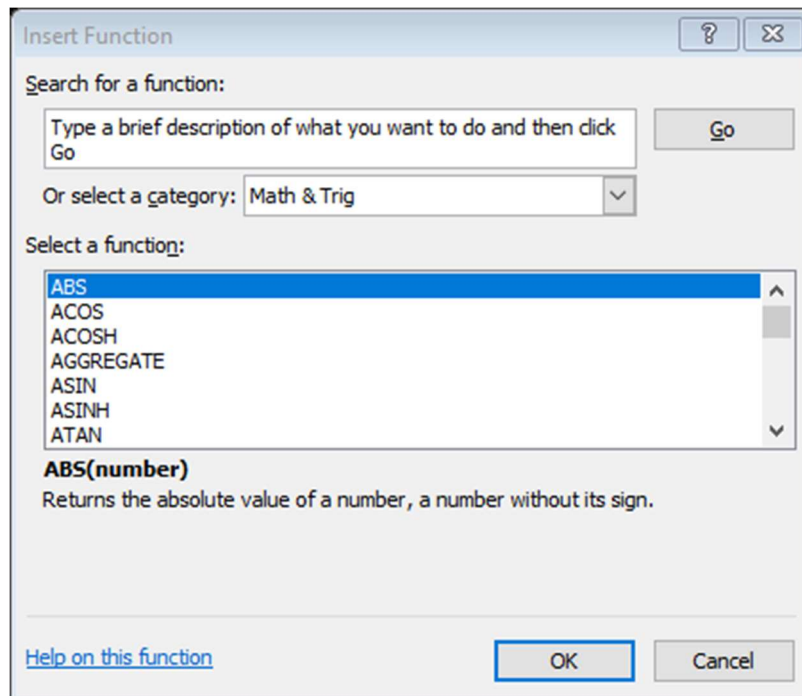 Insert Function
Search for a function:
Type a brief description of what you want to do and then click
Go
Go
Or select a category: Math & Trig
Select a function:
ABS
ACOS
ACOSH
AGGREGATE
ASIN
ASINH
ATAN
ABS(number)
Returns the absolute value of a number, a number without its sign.
Help on this function
OK
Cancel